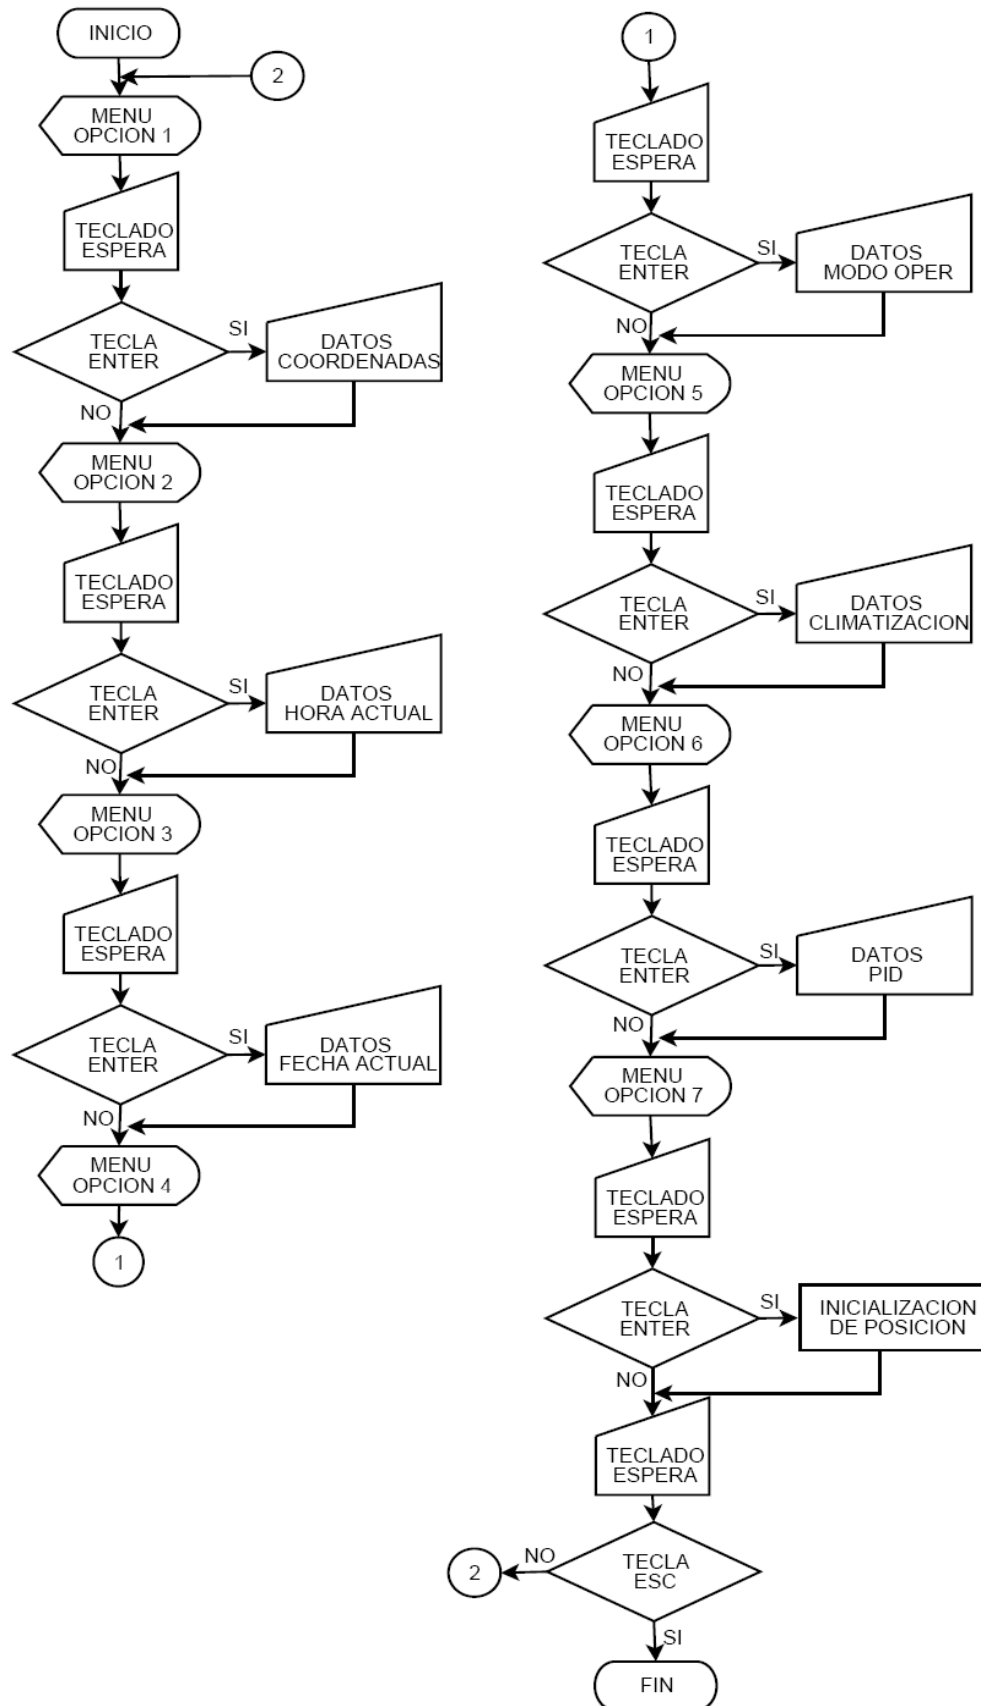 INICIO
2
MENU
OPCION 1
TECLADO
ESPERA
TECLA
ENTER
SI
DATOS
COORDENADAS
NO
MENU
OPCION 2
TECLADO
ESPERA
TECLA
ENTER
SI
DATOS
HORA ACTUAL
NO
MENU
OPCION 3
TECLADO
ESPERA
TECLA
ENTER
SI
DATOS
FECHA ACTUAL
NO
MENU
OPCION 4
1
1
TECLADO
ESPERA
TECLA
ENTER
SI
DATOS
MODO OPER
NO
MENU
OPCION 5
TECLADO
ESPERA
TECLA
ENTER
SI
DATOS
CLIMATIZACION
NO
MENU
OPCION 6
TECLADO
ESPERA
TECLA
ENTER
SI
DATOS
PID
NO
MENU
OPCION 7
TECLADO
ESPERA
TECLA
ENTER
SI
INICIALIZACION
DE POSICION
NO
TECLADO
ESPERA
TECLA
ESC
NO
2
SI
FIN